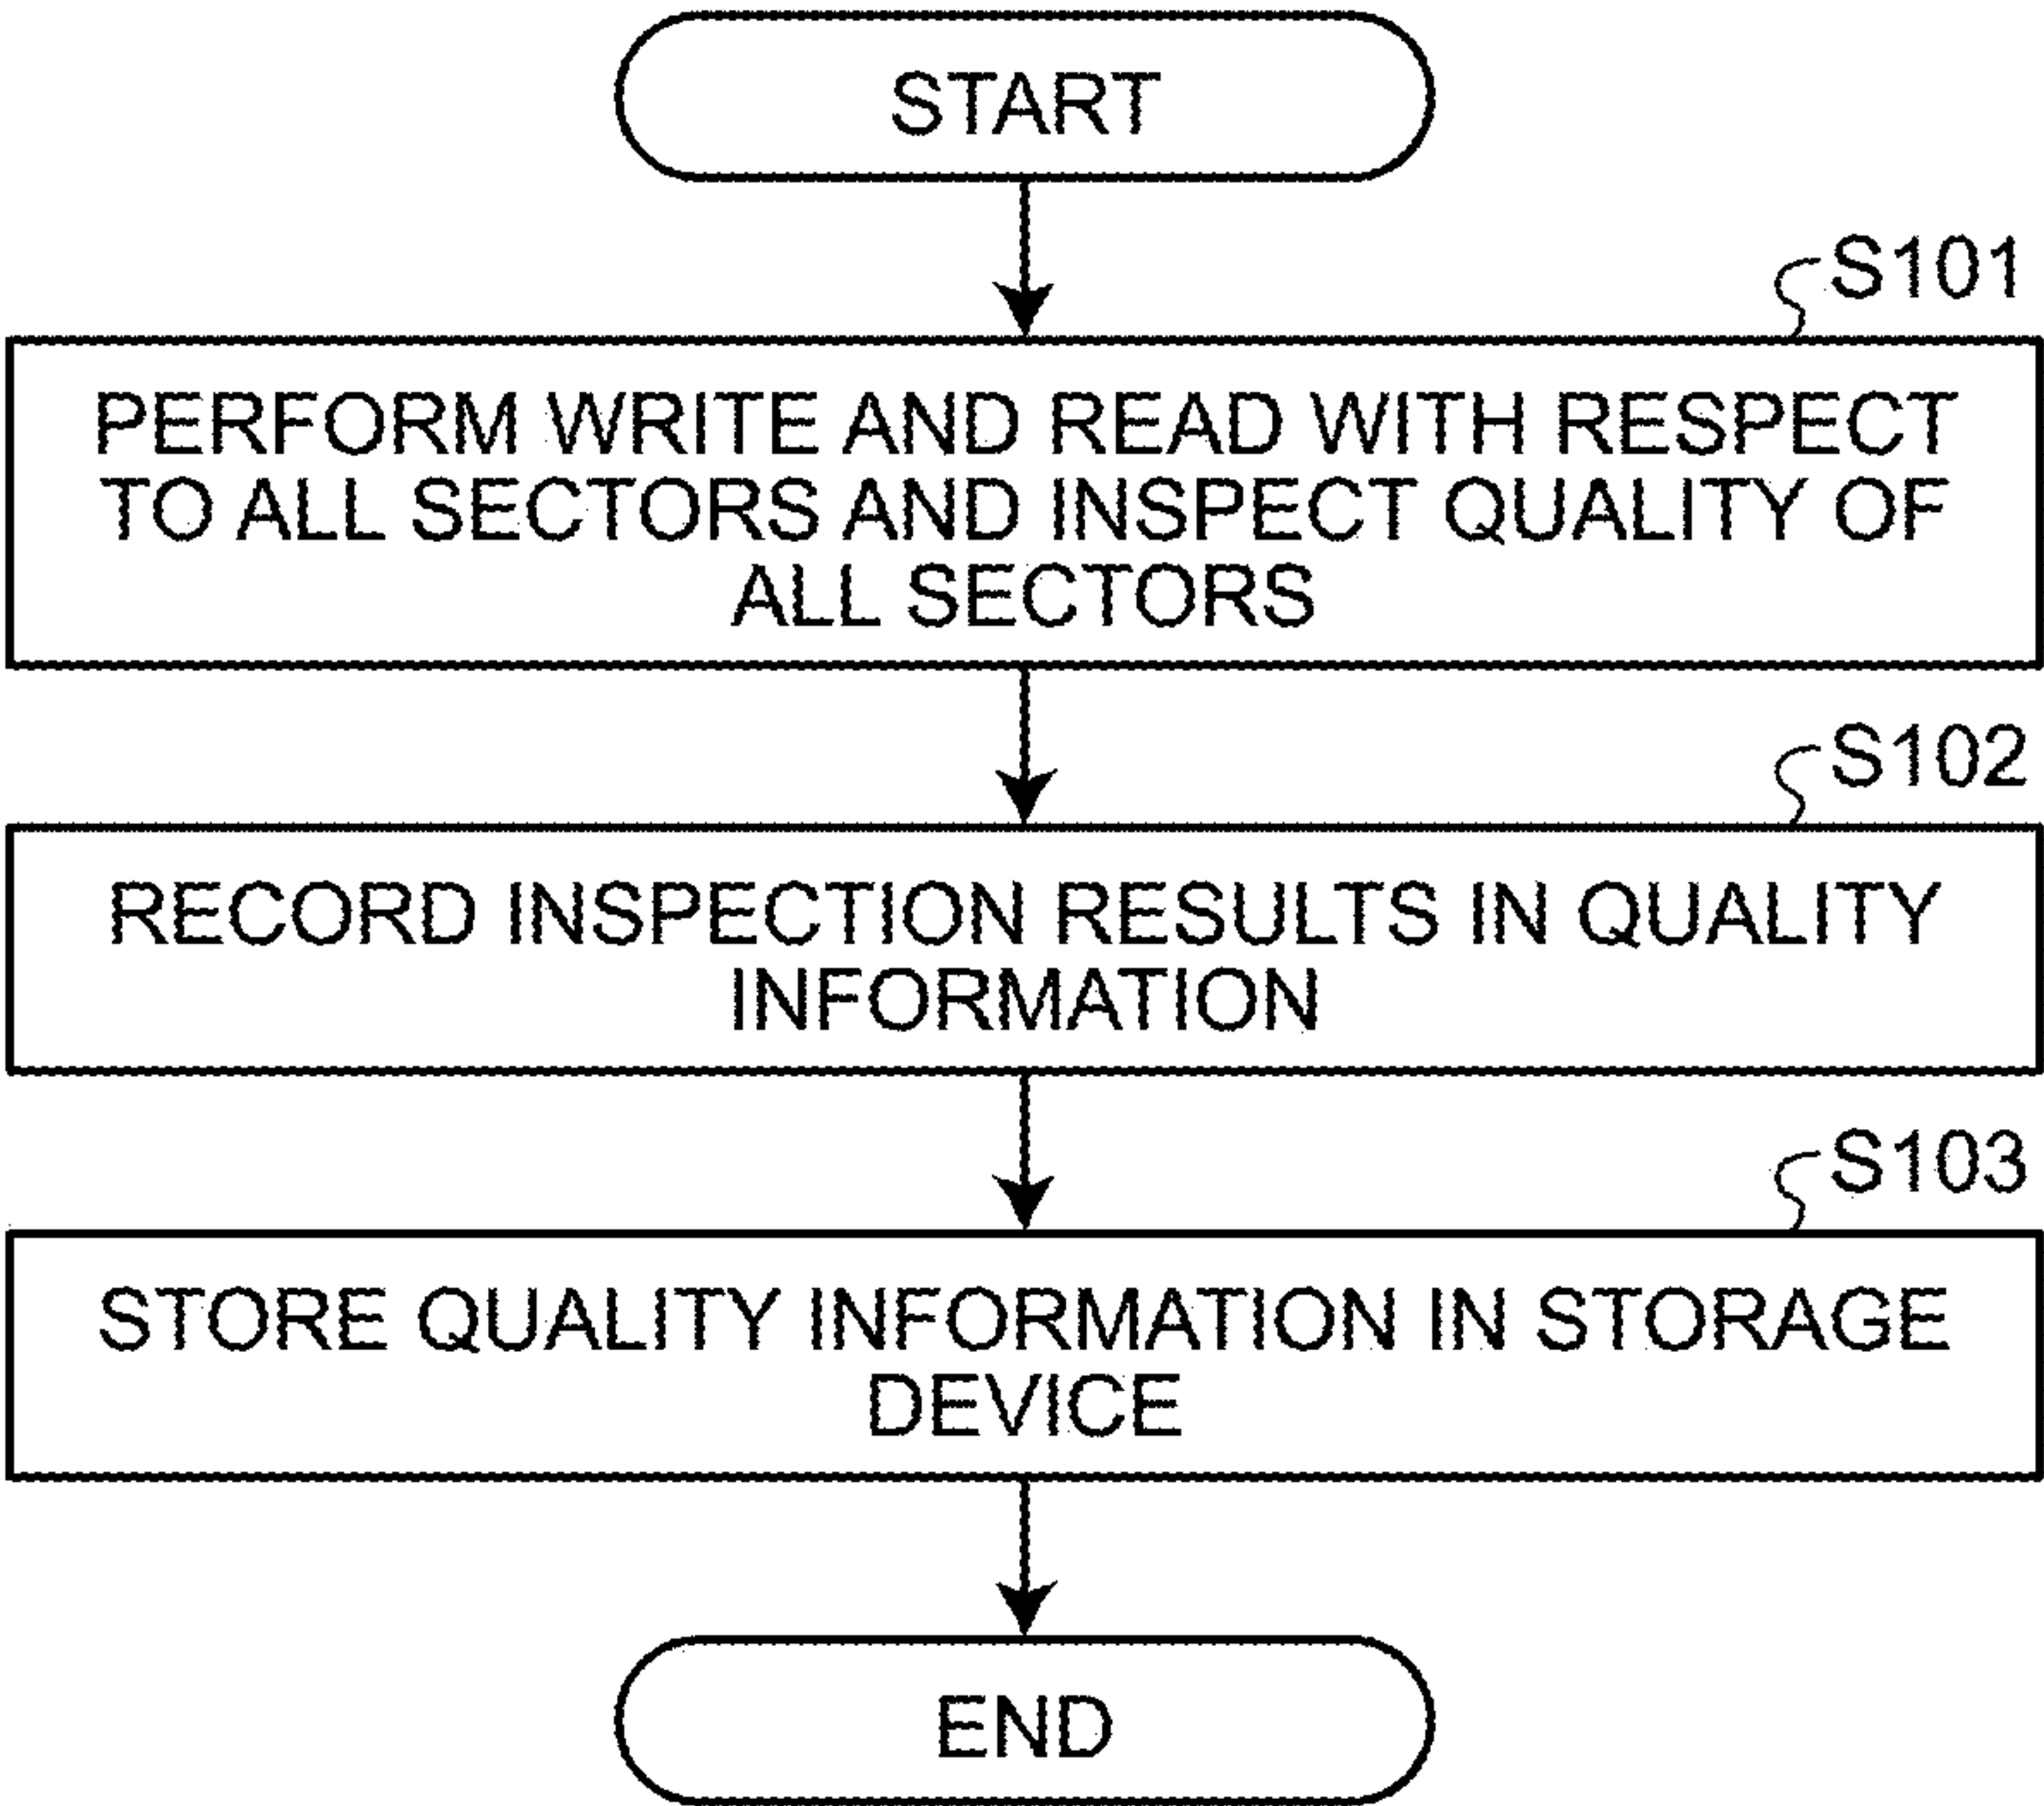 START
S101
PERFORM WRITE AND READ WITH RESPECT
TO ALL SECTORS AND INSPECT QUALITY OF
ALL SECTORS
S102
RECORD INSPECTION RESULTS IN QUALITY
INFORMATION
S103
STORE QUALITY INFORMATION IN STORAGE
DEVICE
END